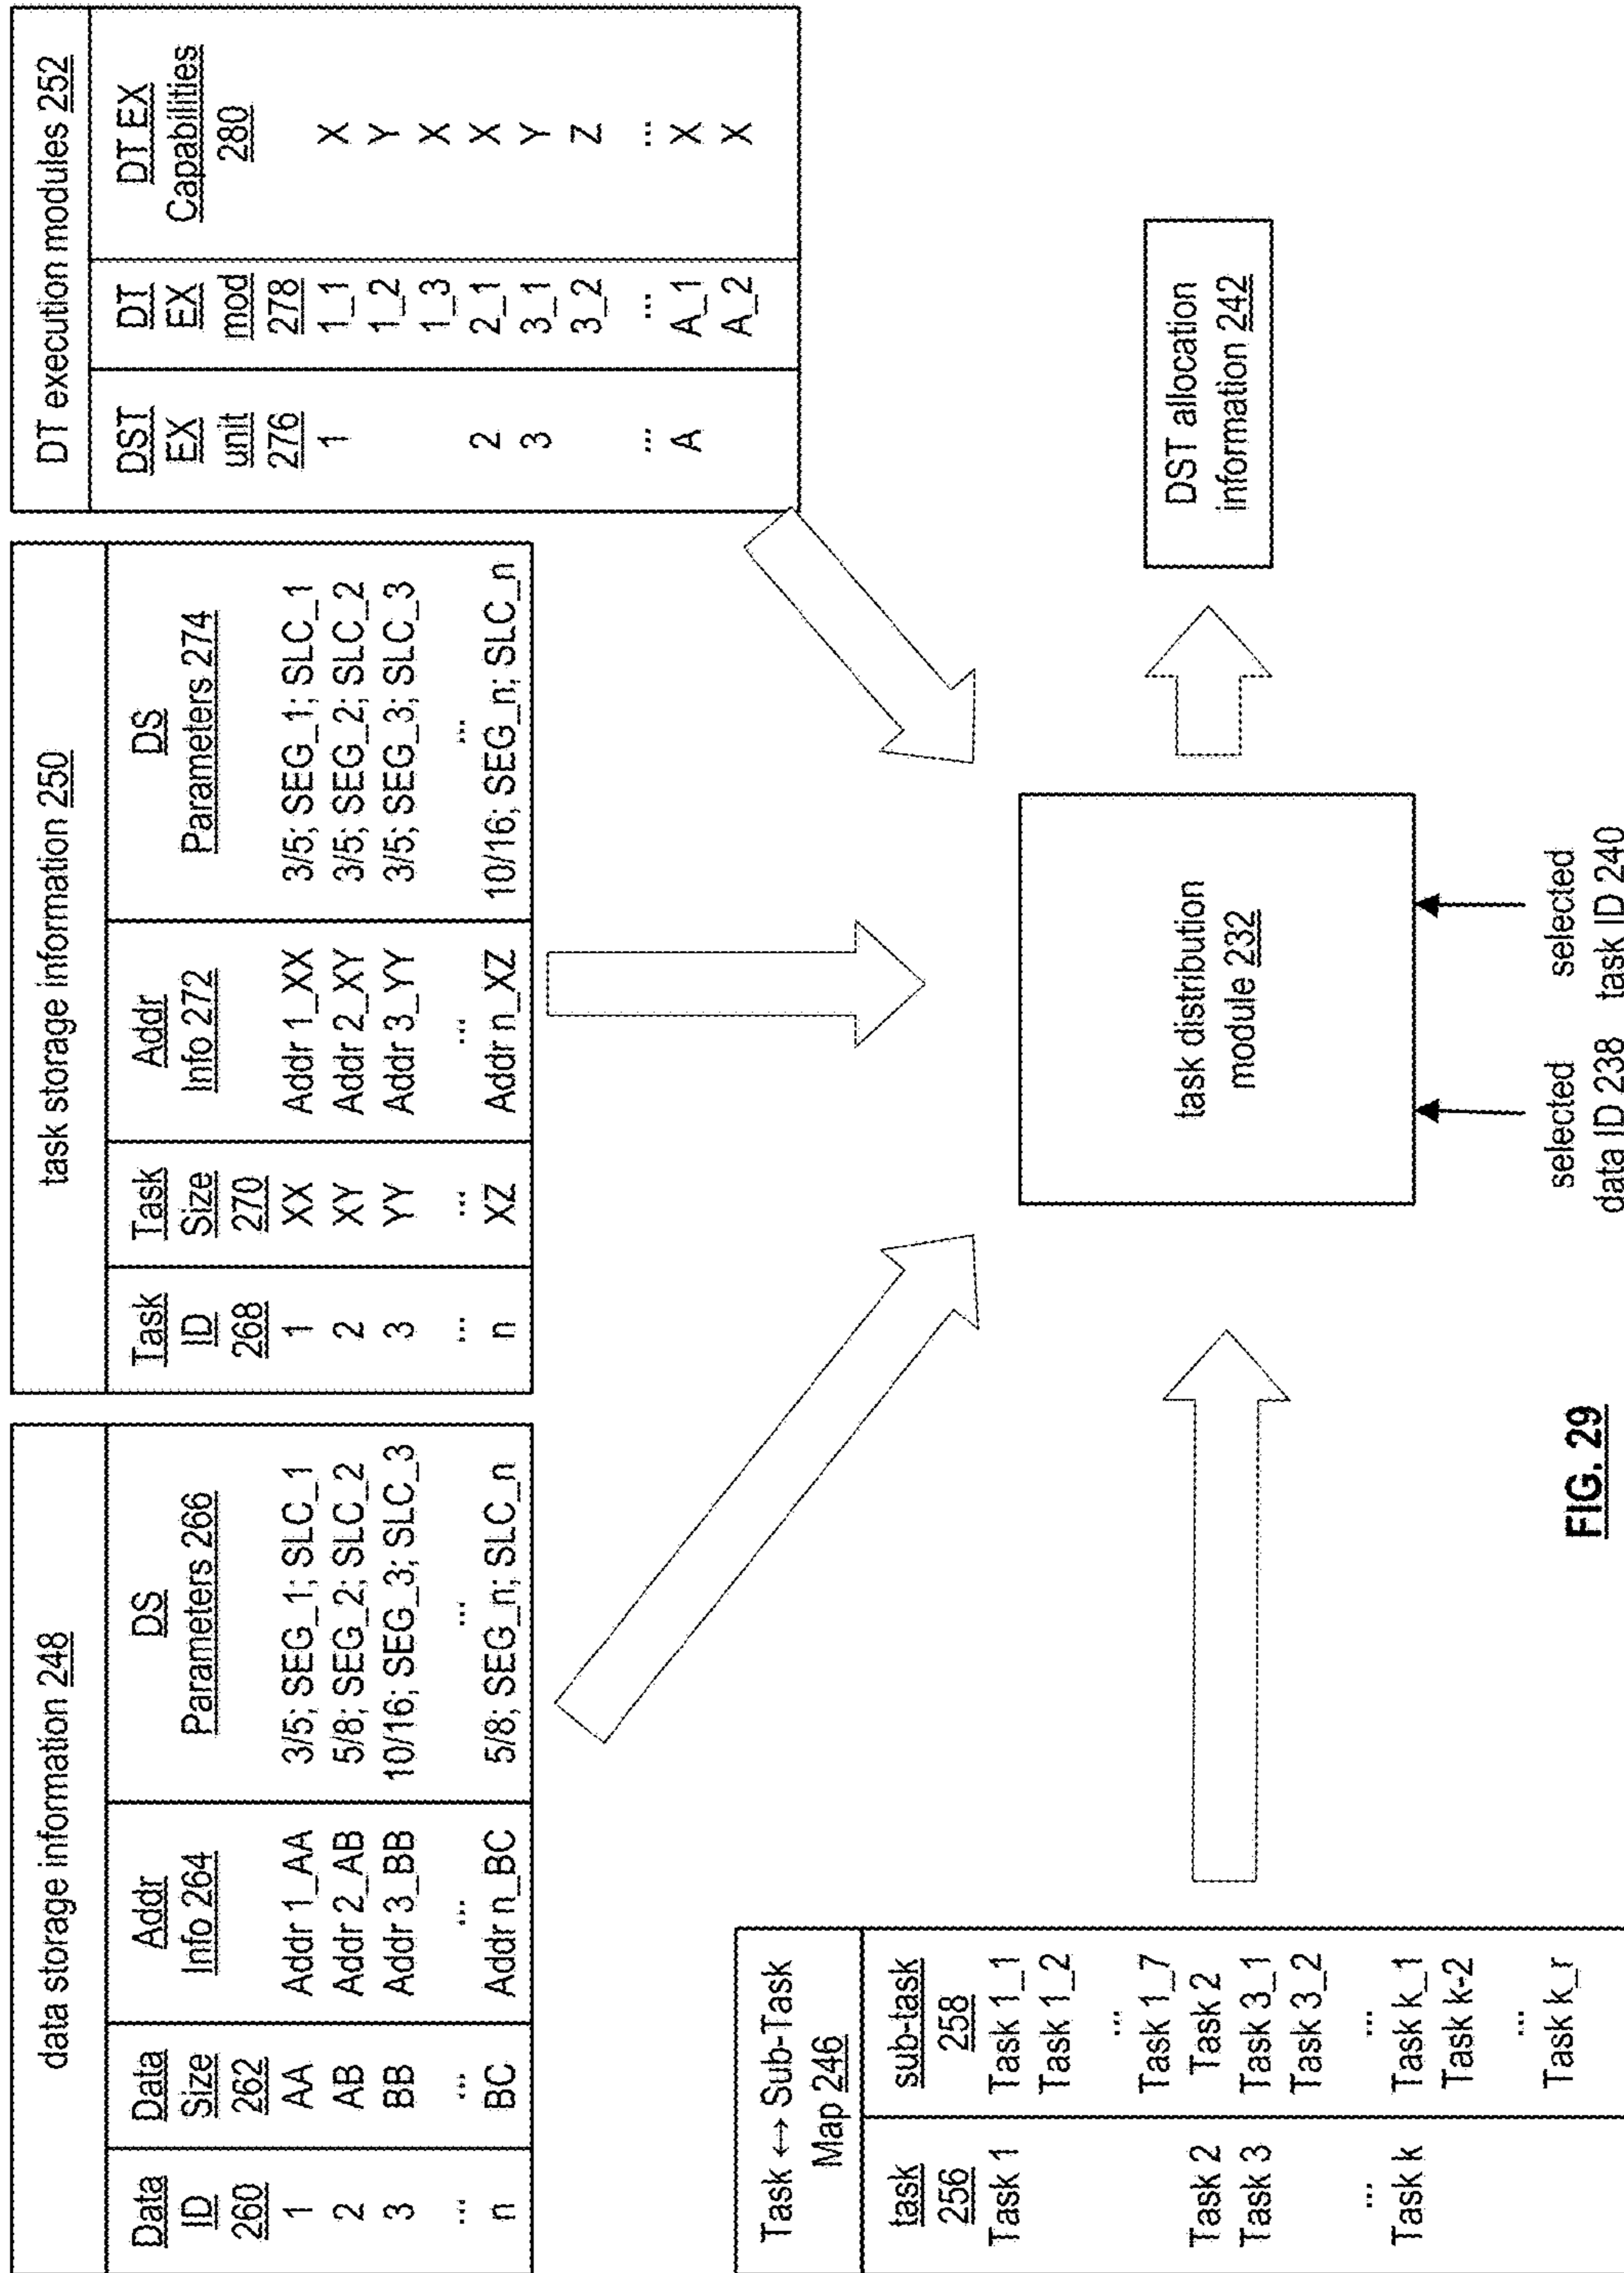 data storage information 248
Data ID 260 Data Size 262 Addr Info 264 DS Parameters 266
1 AA Addr 1_AA 3/5; SEG_1; SLC_1
2 AB Addr 2_AB 5/8; SEG_2; SLC_2
3 BB Addr 3_BB 10/16; SEG_3; SLC_3
... ... ... ...
n BC Addr n_BC 5/8; SEG_n; SLC_n
task storage information 250
Task ID 268 Task Size 270 Addr Info 272 DS Parameters 274
1 XX Addr 1_XX 3/5; SEG_1; SLC_1
2 XY Addr 2_XY 3/5; SEG_2; SLC_2
3 YY Addr 3_YY 3/5; SEG_3; SLC_3
... ... ... ...
n XZ Addr n_XZ 10/16; SEG_n; SLC_n
DT execution modules 252
DST EX unit 276 DT EX mod 278 DT EX Capabilities 280
1 1_1 X
1_2 Y
1_3 X
2 2_1 X
3 3_1 Y
3_2 Z
... ... ...
A A_1 X
A_2 X
Task ↔ Sub-Task
Map 246
task 256 sub-task 258
Task 1 Task 1_1
Task 1_2
...
Task 1_7
Task 2 Task 2
Task 3 Task 3_1
Task 3_2
... ...
Task k Task k_1
Task k-2
...
Task k_r
task distribution
module 232
DST allocation
information 242
selected
data ID 238
selected
task ID 240
FIG. 29